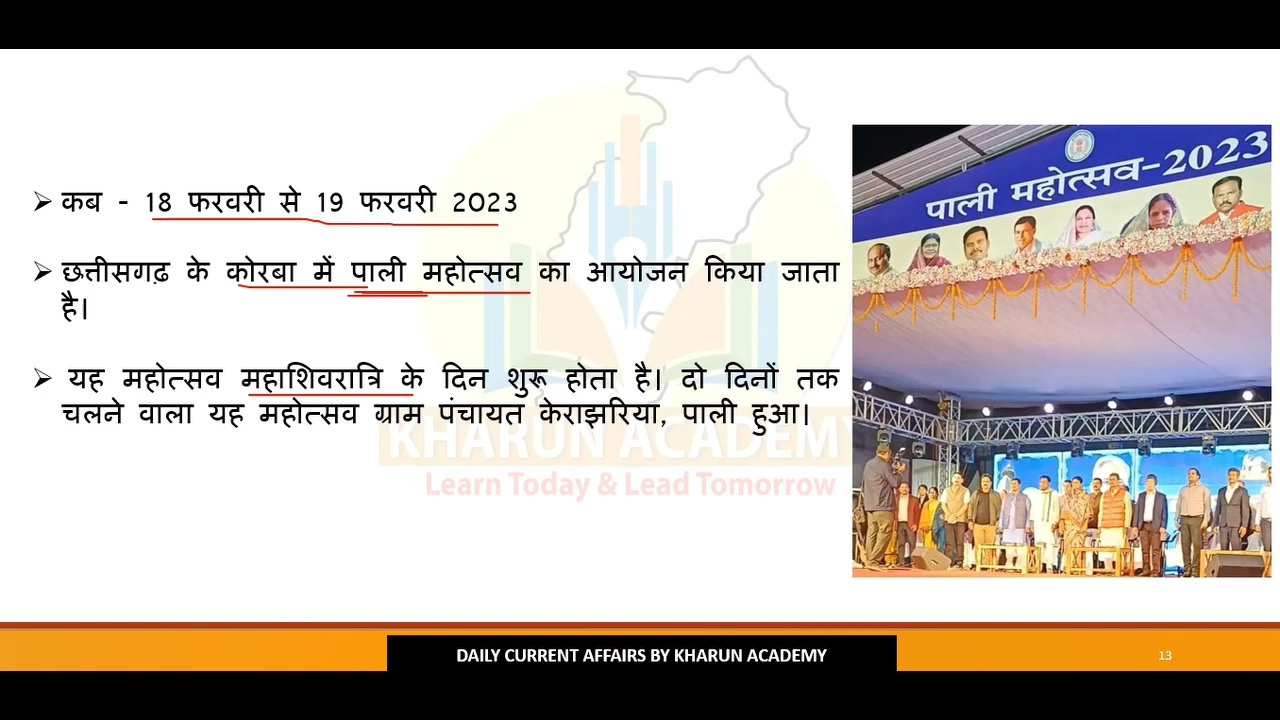 ➢ कब - 18 फरवरी से 19 फरवरी 2023
➢ छत्तीसगढ़ के कोरबा में पाली महोत्सव का आयोजन किया जाता
है।
➢ यह महोत्सव महाशिवरात्रि के दिन शुरू होता है। दो दिनों तक
चलने वाला यह महोत्सव ग्राम पंचायत केराझरिया, पाली हुआ।
पाली महोत्सव-2023
KHARUN ACADEMY
Learn Today & Lead Tomorrow
DAILY CURRENT AFFAIRS BY KHARUN ACADEMY
13